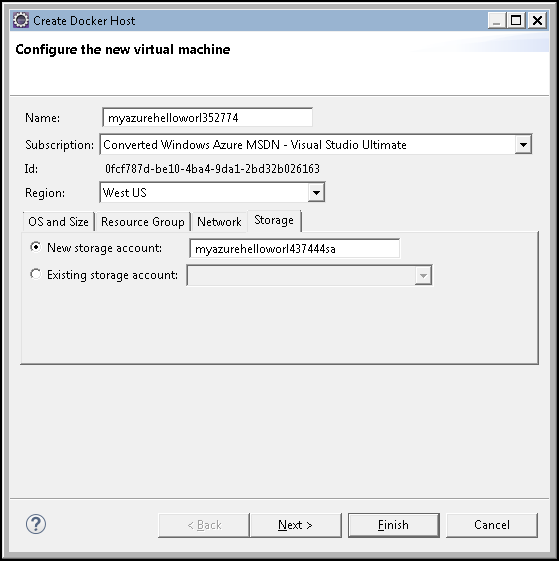 Create Docker Host
Configure the new virtual machine
Name: myazurehelloworl352774
Subscription: Converted Windows Azure MSDN - Visual Studio Ultimate
Id: 0fcf787d-be10-4ba4-9da1-2bd32b026163
Region: West US
OS and Size Resource Group Network Storage
New storage account: myazurehelloworl437444sa
Existing storage account:
? < Back Next > Finish Cancel